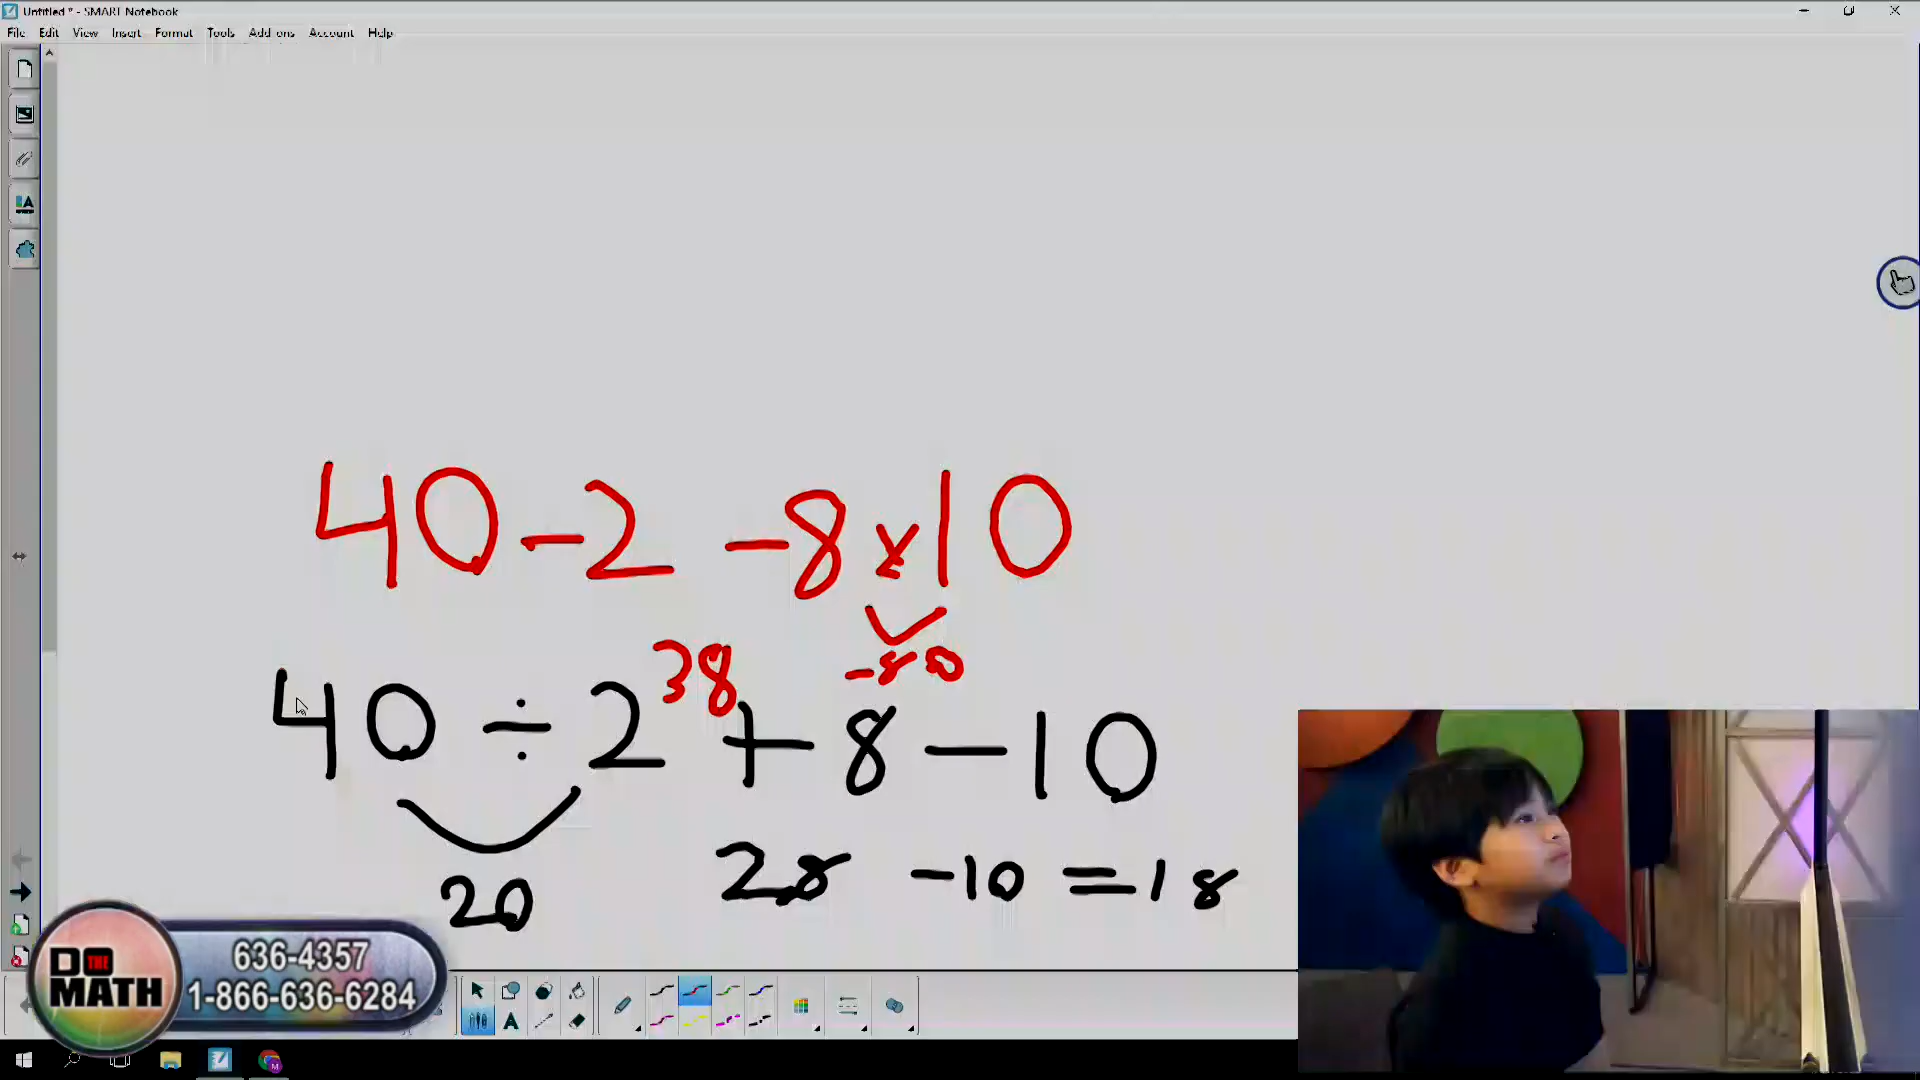 Untitled * - SMART Notebook
File Edit View Insert Format Tools Add-ons Account Help
40-2 -8x10
38 -80
40 ÷ 2 + 8 - 10
20 28 -10 = 18
DO THE MATH
636-4357
1-866-636-6284